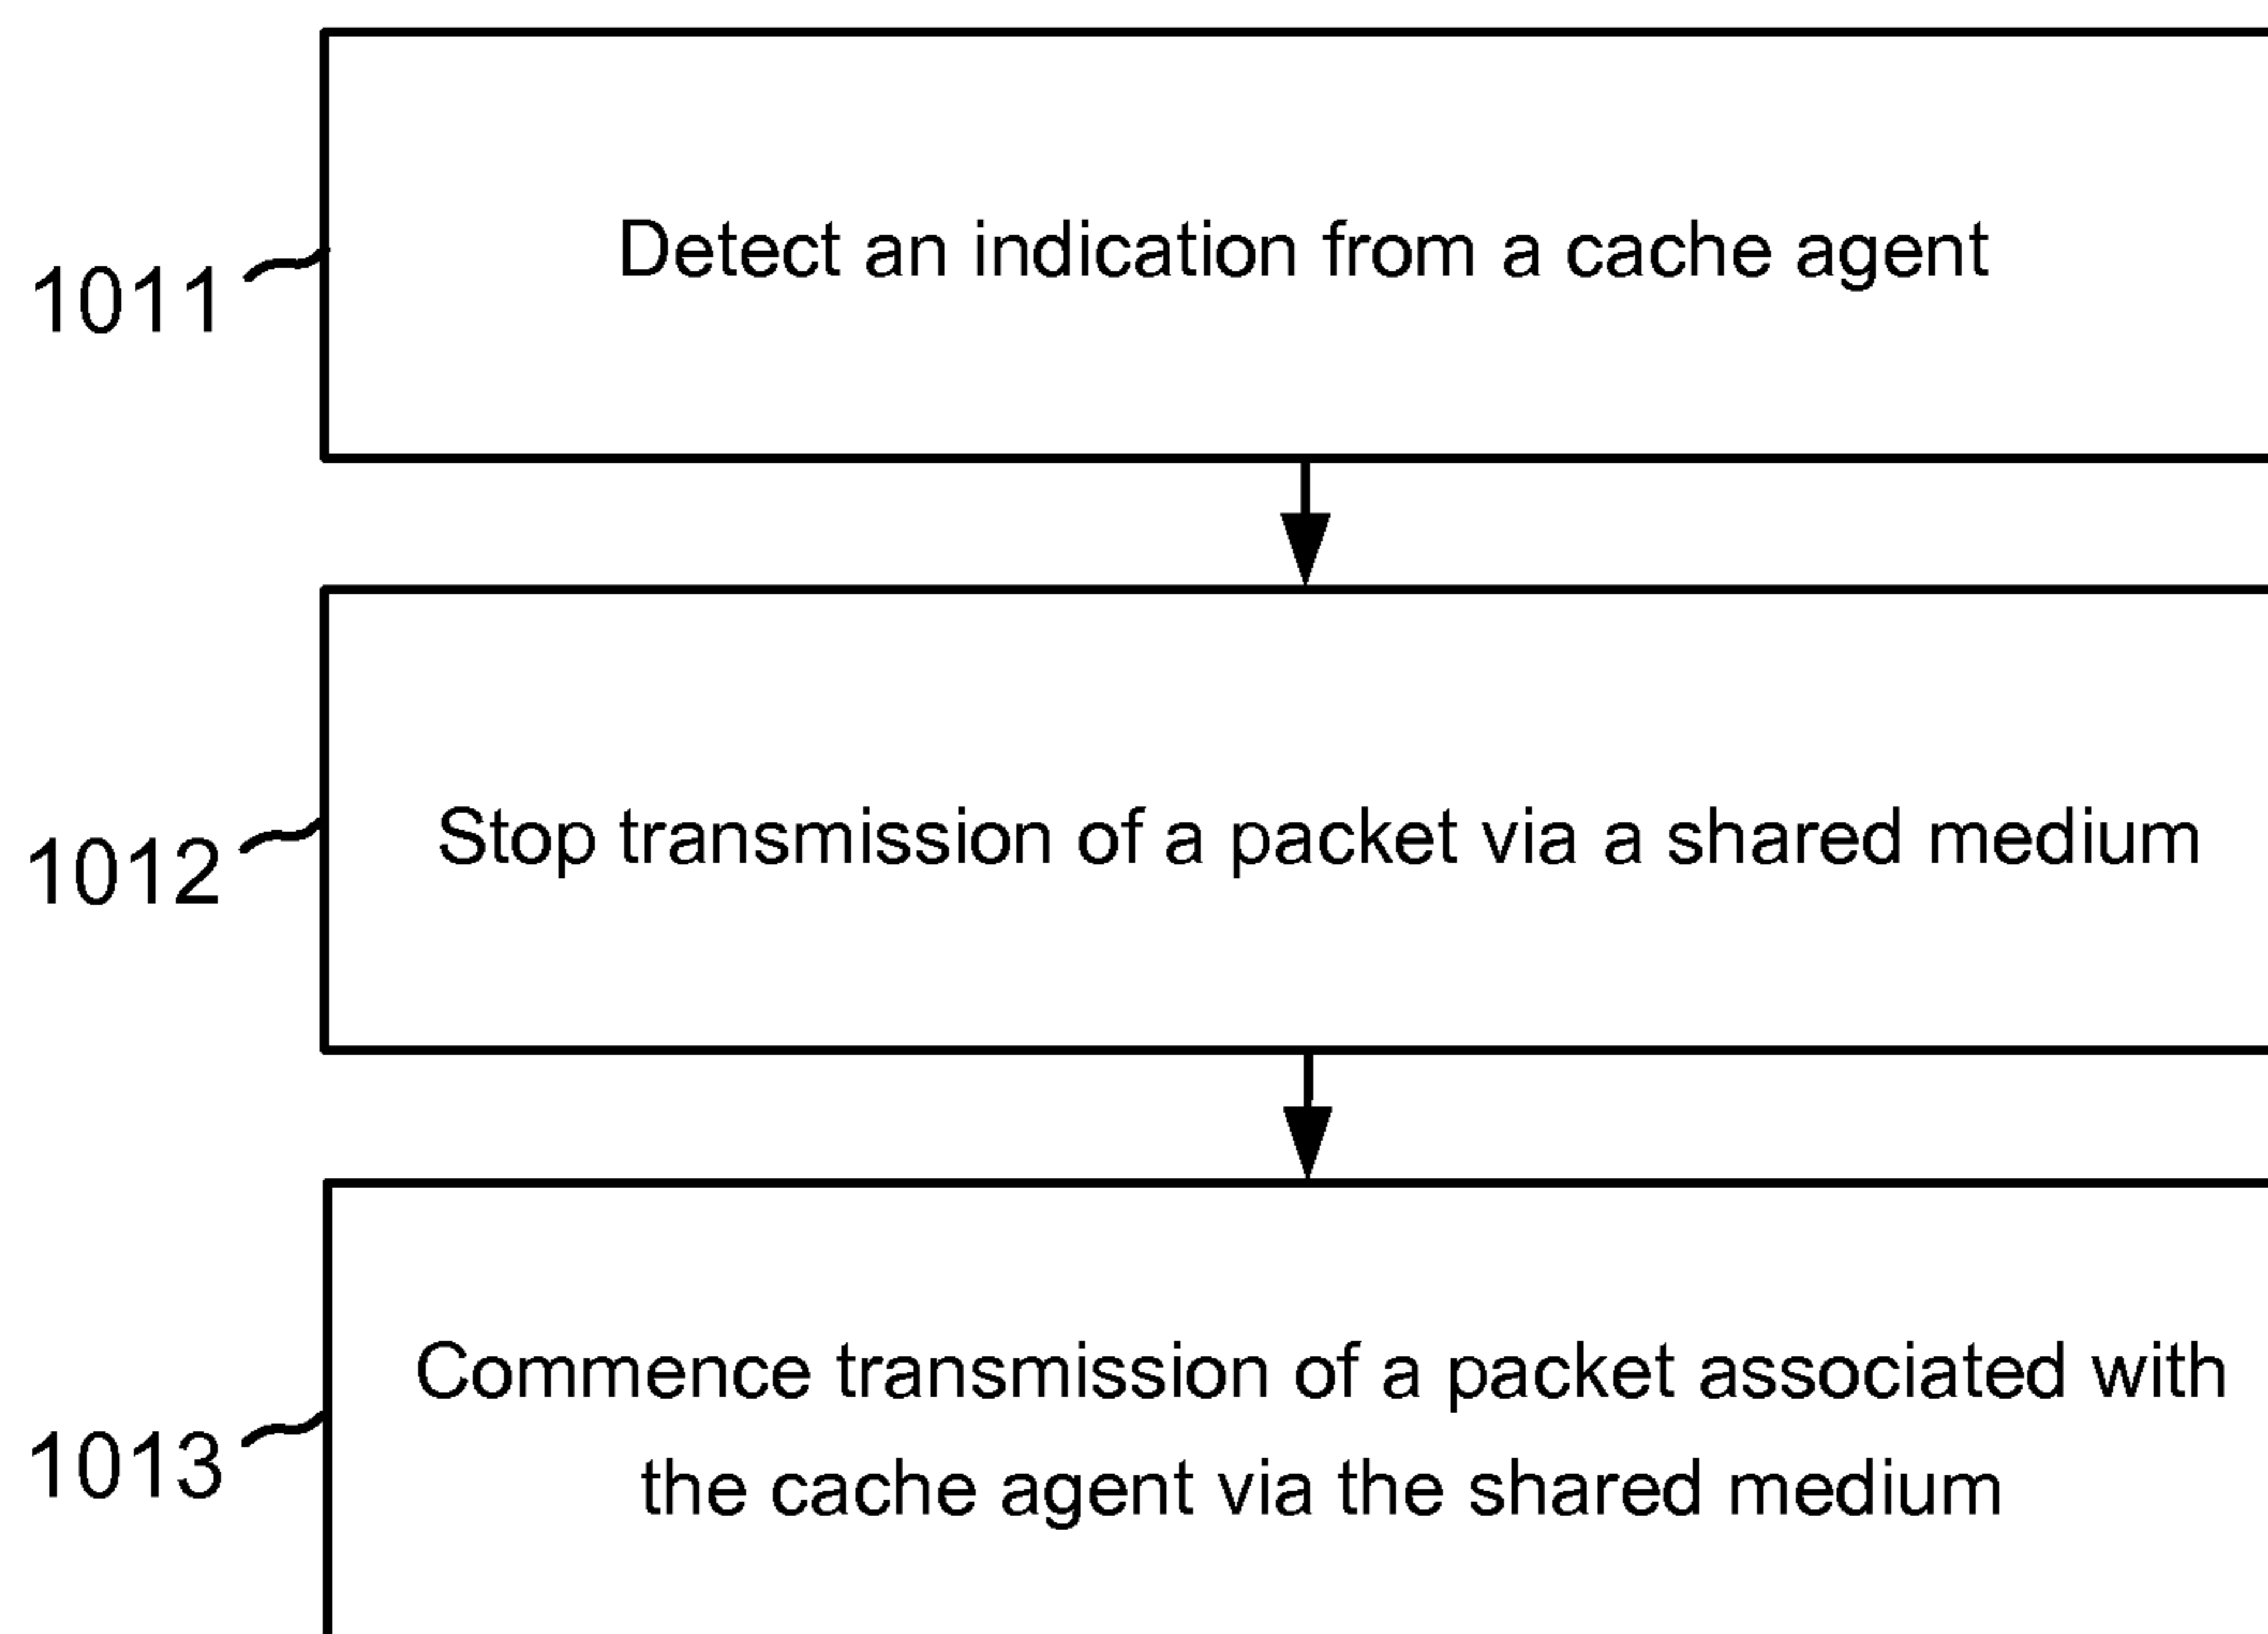 Detect an indication from a cache agent
1011
Stop transmission of a packet via a shared medium
1012
Commence transmission of a packet associated with
the cache agent via the shared medium
1013